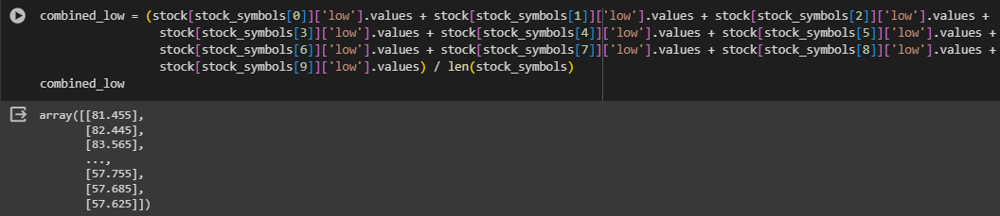 combined_low = (stock[stock_symbols[0]]['low'].values + stock[stock_symbols[1]]['low'].values + stock[stock_symbols[2]]['low'].values +
stock[stock_symbols[3]]['low'].values + stock[stock_symbols[4]]['low'].values + stock[stock_symbols[5]]['low'].values +
stock[stock_symbols[6]]['low'].values + stock[stock_symbols[7]]['low'].values + stock[stock_symbols[8]]['low'].values +
stock[stock_symbols[9]]['low'].values) / len(stock_symbols)
combined_low
array([[81.455],
[82.445],
[83.565],
...,
[57.755],
[57.685],
[57.625]])